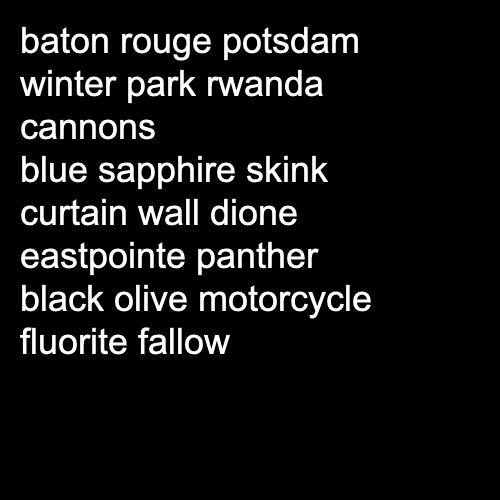 baton rouge potsdam
winter park rwanda
cannons
blue sapphire skink
curtain wall dione
eastpointe panther
black olive motorcycle
fluorite fallow